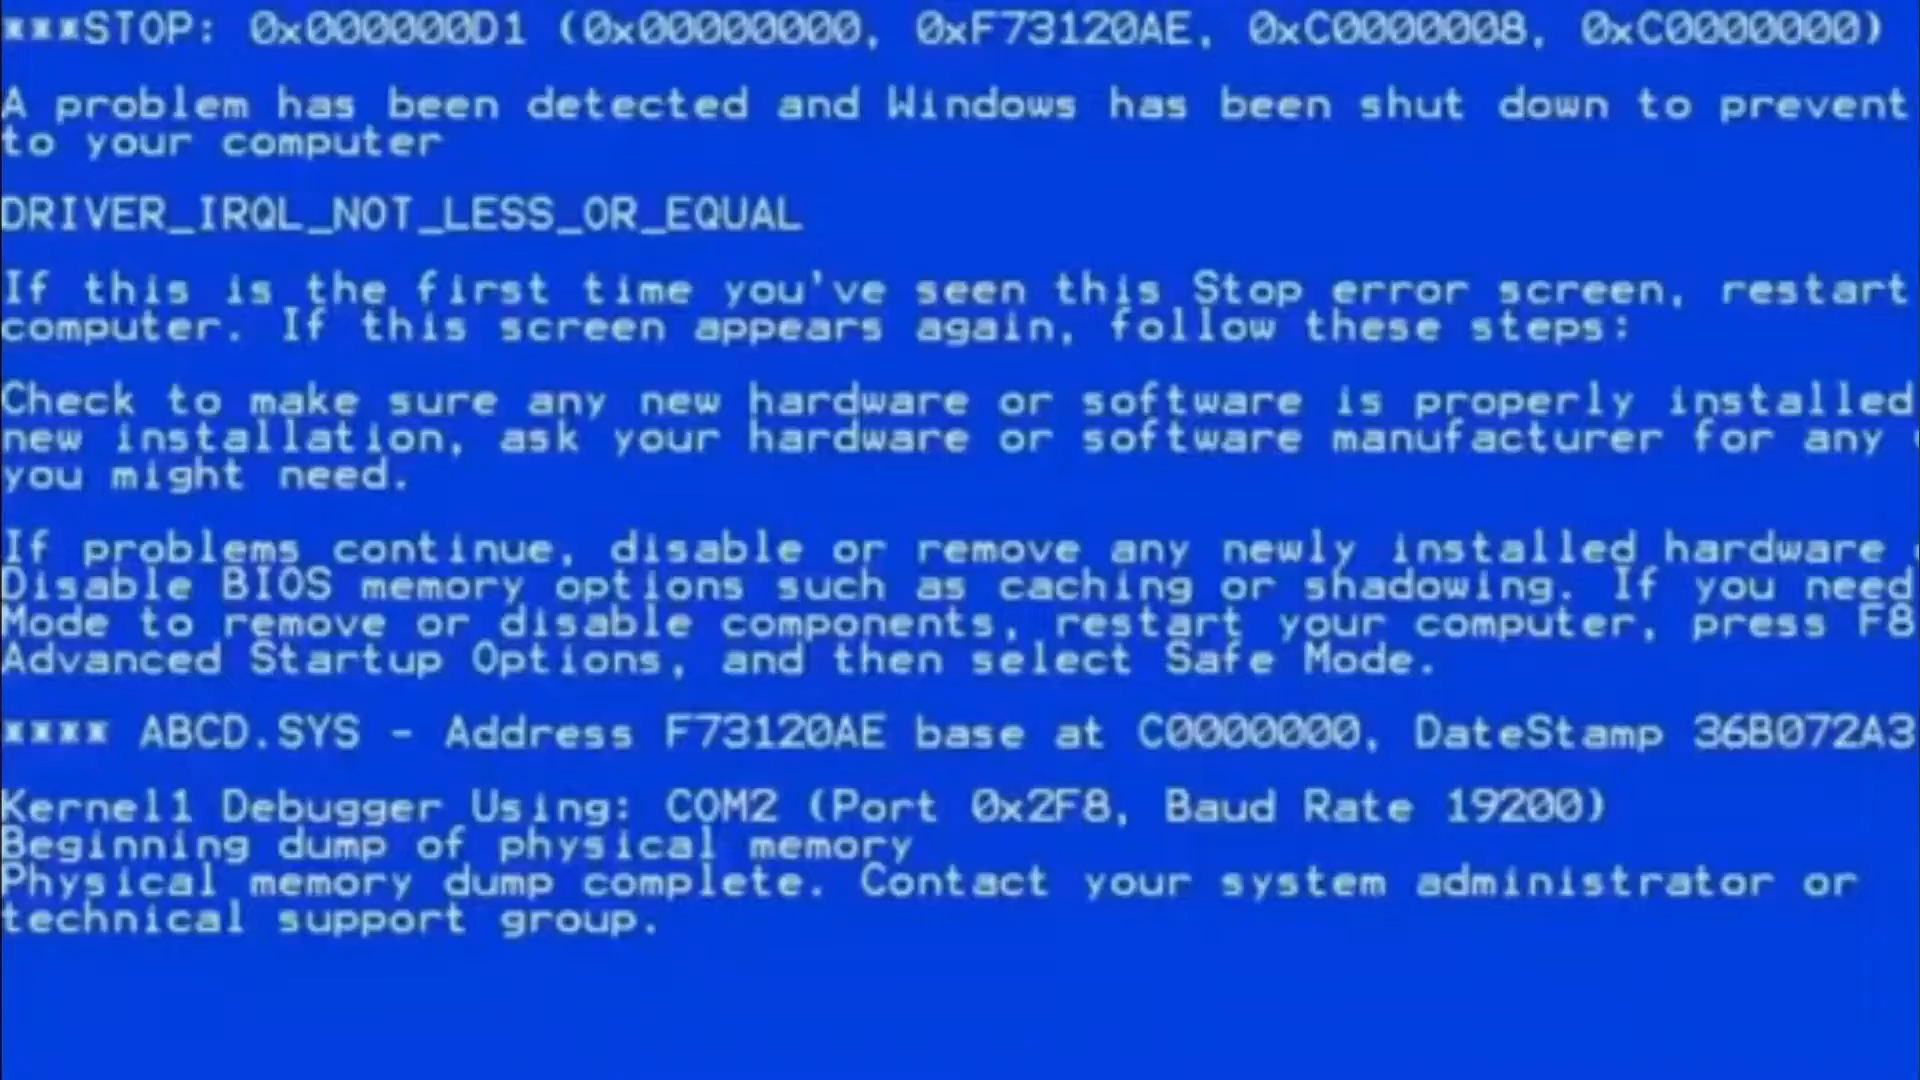 ***STOP: 0x000000D1 (0x00000000, 0xF73120AE, 0xC0000008, 0xC0000000)
A problem has been detected and Windows has been shut down to prevent
to your computer
DRIVER_IRQL_NOT_LESS_OR_EQUAL
If this is the first time you've seen this Stop error screen, restart
computer. If this screen appears again, follow these steps:
Check to make sure any new hardware or software is properly installed
new installation, ask your hardware or software manufacturer for any
you might need.
If problems continue, disable or remove any newly installed hardware
Disable BIOS memory options such as caching or shadowing. If you need
Mode to remove or disable components, restart your computer, press F8
Advanced Startup Options, and then select Safe Mode.
**** ABCD.SYS - Address F73120AE base at C0000000, DateStamp 36B072A3
Kernel1 Debugger Using: COM2 (Port 0x2F8, Baud Rate 19200)
Beginning dump of physical memory
Physical memory dump complete. Contact your system administrator or
technical support group.